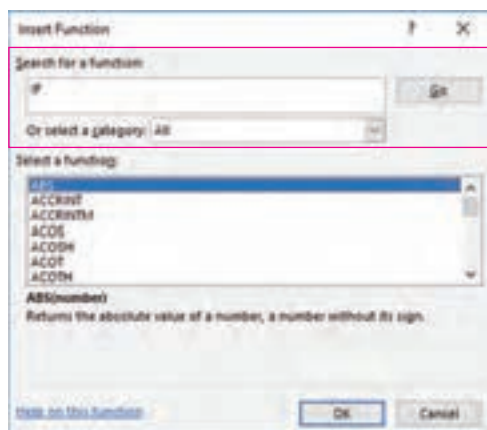 Insert Function ? ×
Search for a function:
IF
Go
Or select a category: All
Select a function:
ABS
ACCRINT
ACCRINTM
ACOS
ACOSH
ACOT
ACOTH
ABS(number)
Returns the absolute value of a number, a number without its sign.
Help on this function
OK Cancel